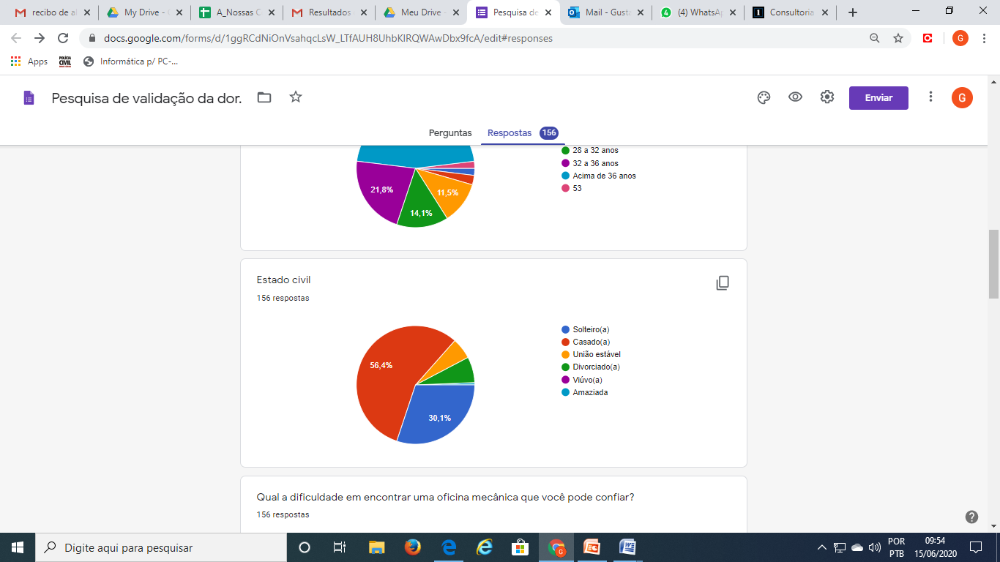 recibo de al
My Drive - G
A_Nossas C
Resultados
Meu Drive -
Pesquisa de
Mail - Gusta
(4) WhatsAp
Consultoria
docs.google.com/forms/d/1ggRCdNiOnVsahqcLsW_LTfAUH8UhbKIRQWAwDbx9fcA/edit#responses
G
Apps
POLÍCIA CIVIL
Informática p/ PC-...
Pesquisa de validação da dor.
Enviar
G
Perguntas
Respostas 156
28 a 32 anos
32 a 36 anos
Acima de 36 anos
53
21,8%
11,5%
14,1%
Estado civil
156 respostas
56,4%
30,1%
Solteiro(a)
Casado(a)
União estável
Divorciado(a)
Viúvo(a)
Amaziada
Qual a dificuldade em encontrar uma oficina mecânica que você pode confiar?
156 respostas
Digite aqui para pesquisar
POR
PTB
09:54
15/06/2020